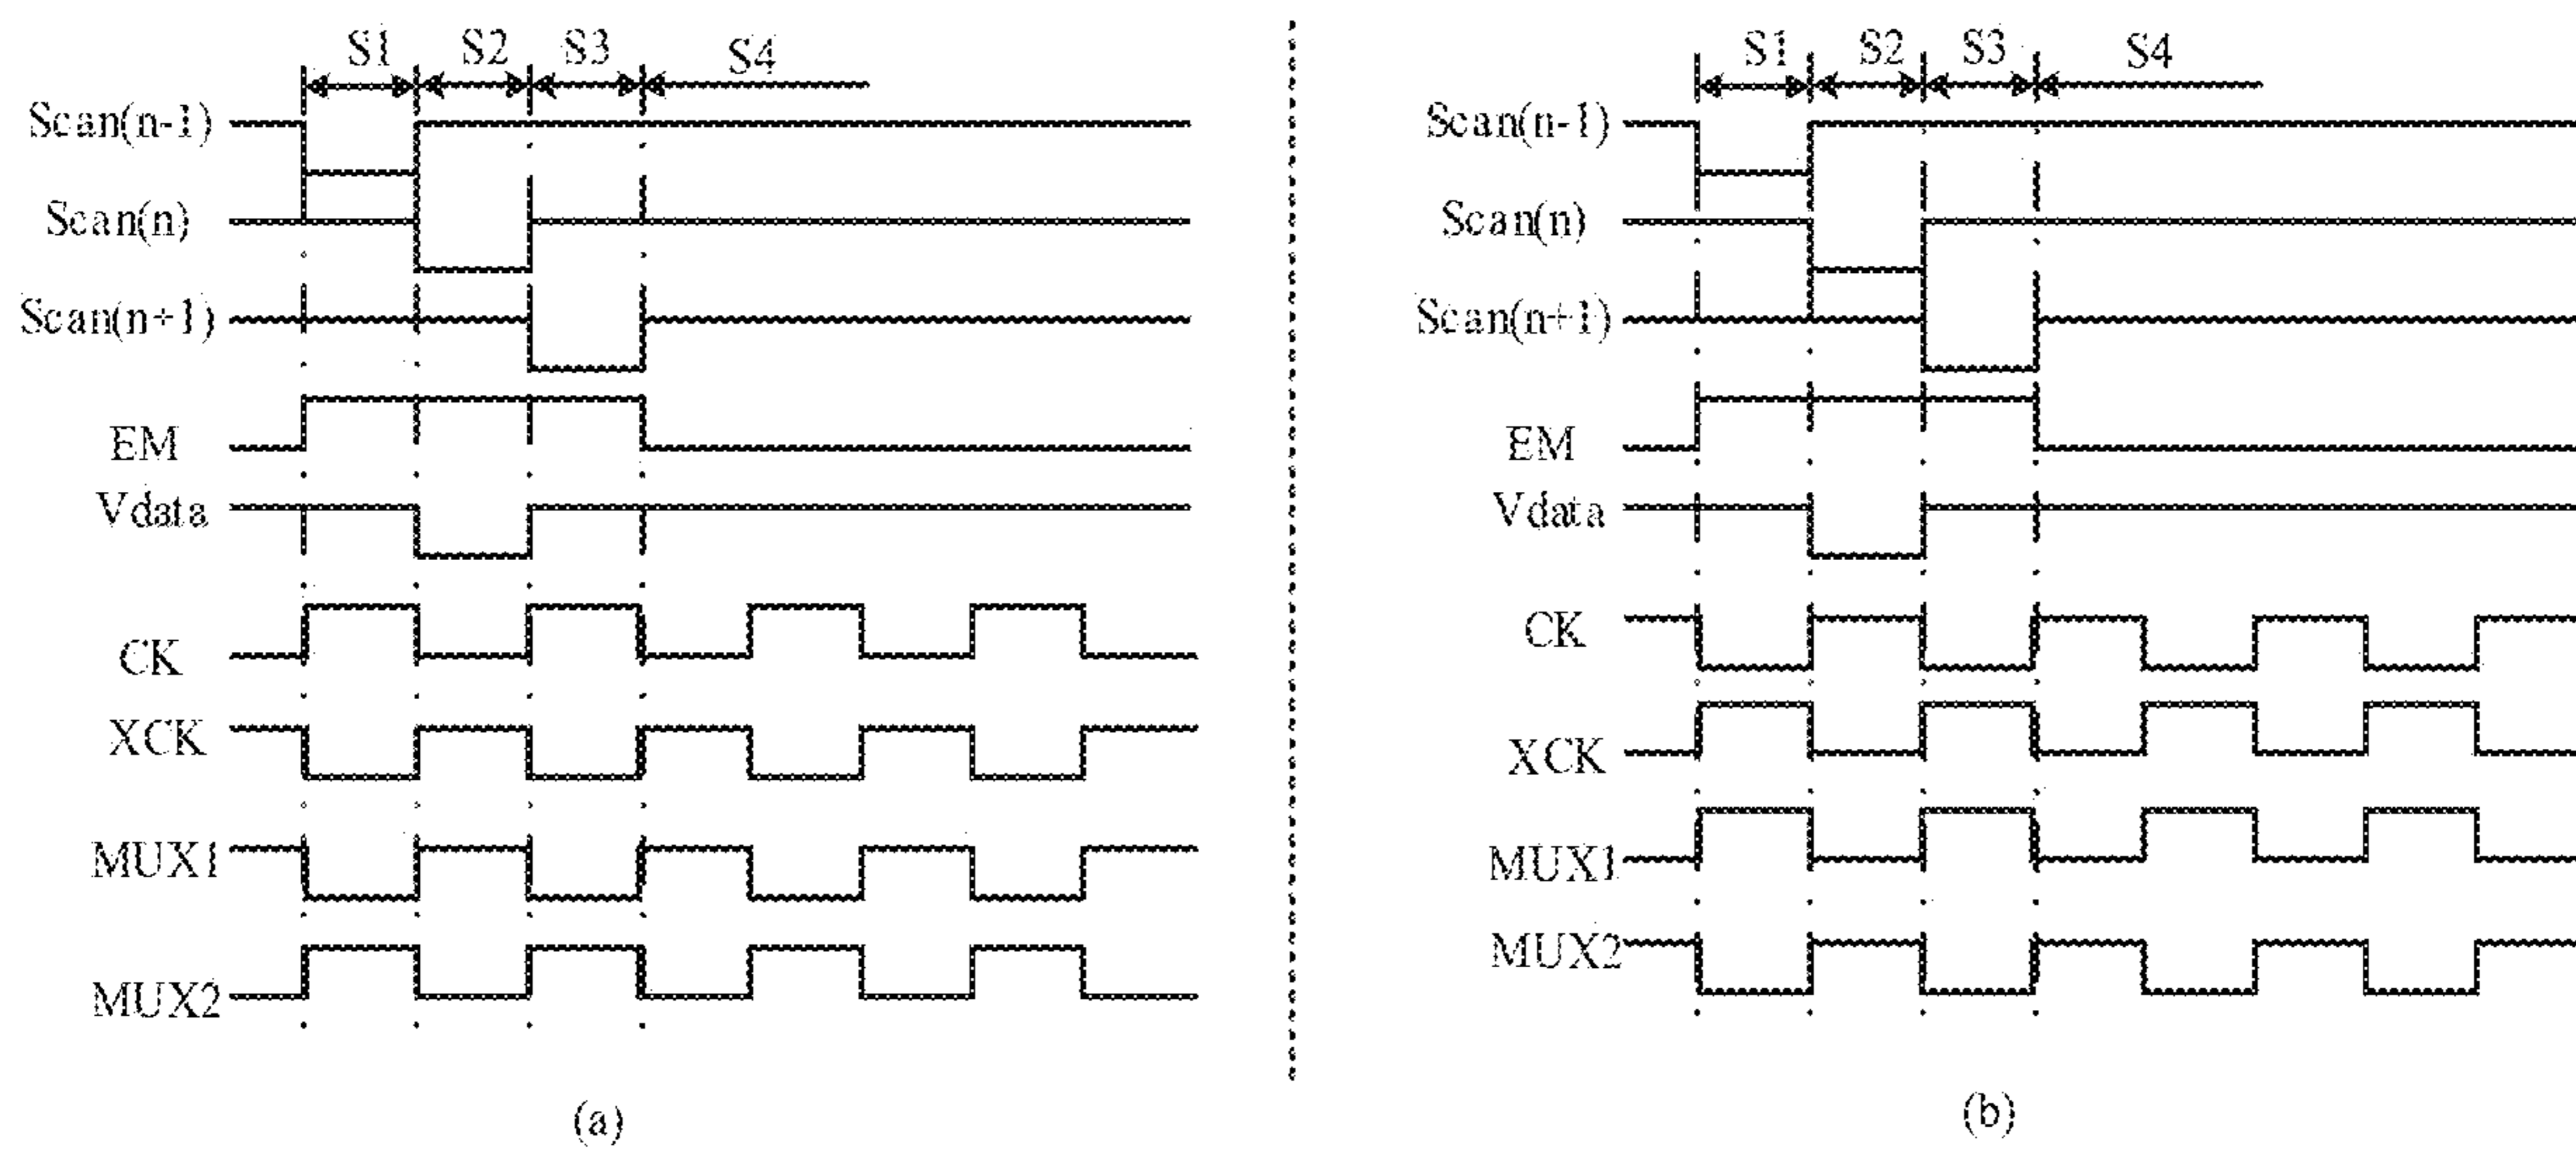 S1 S2 S3 S4
Scan(n-1)
Scan(n)
Scan(n+1)
EM
Vdata
CK
XCK
MUX1
MUX2
(a)
S1 S2 S3 S4
Scan(n-1)
Scan(n)
Scan(n+1)
EM
Vdata
CK
XCK
MUX1
MUX2
(b)